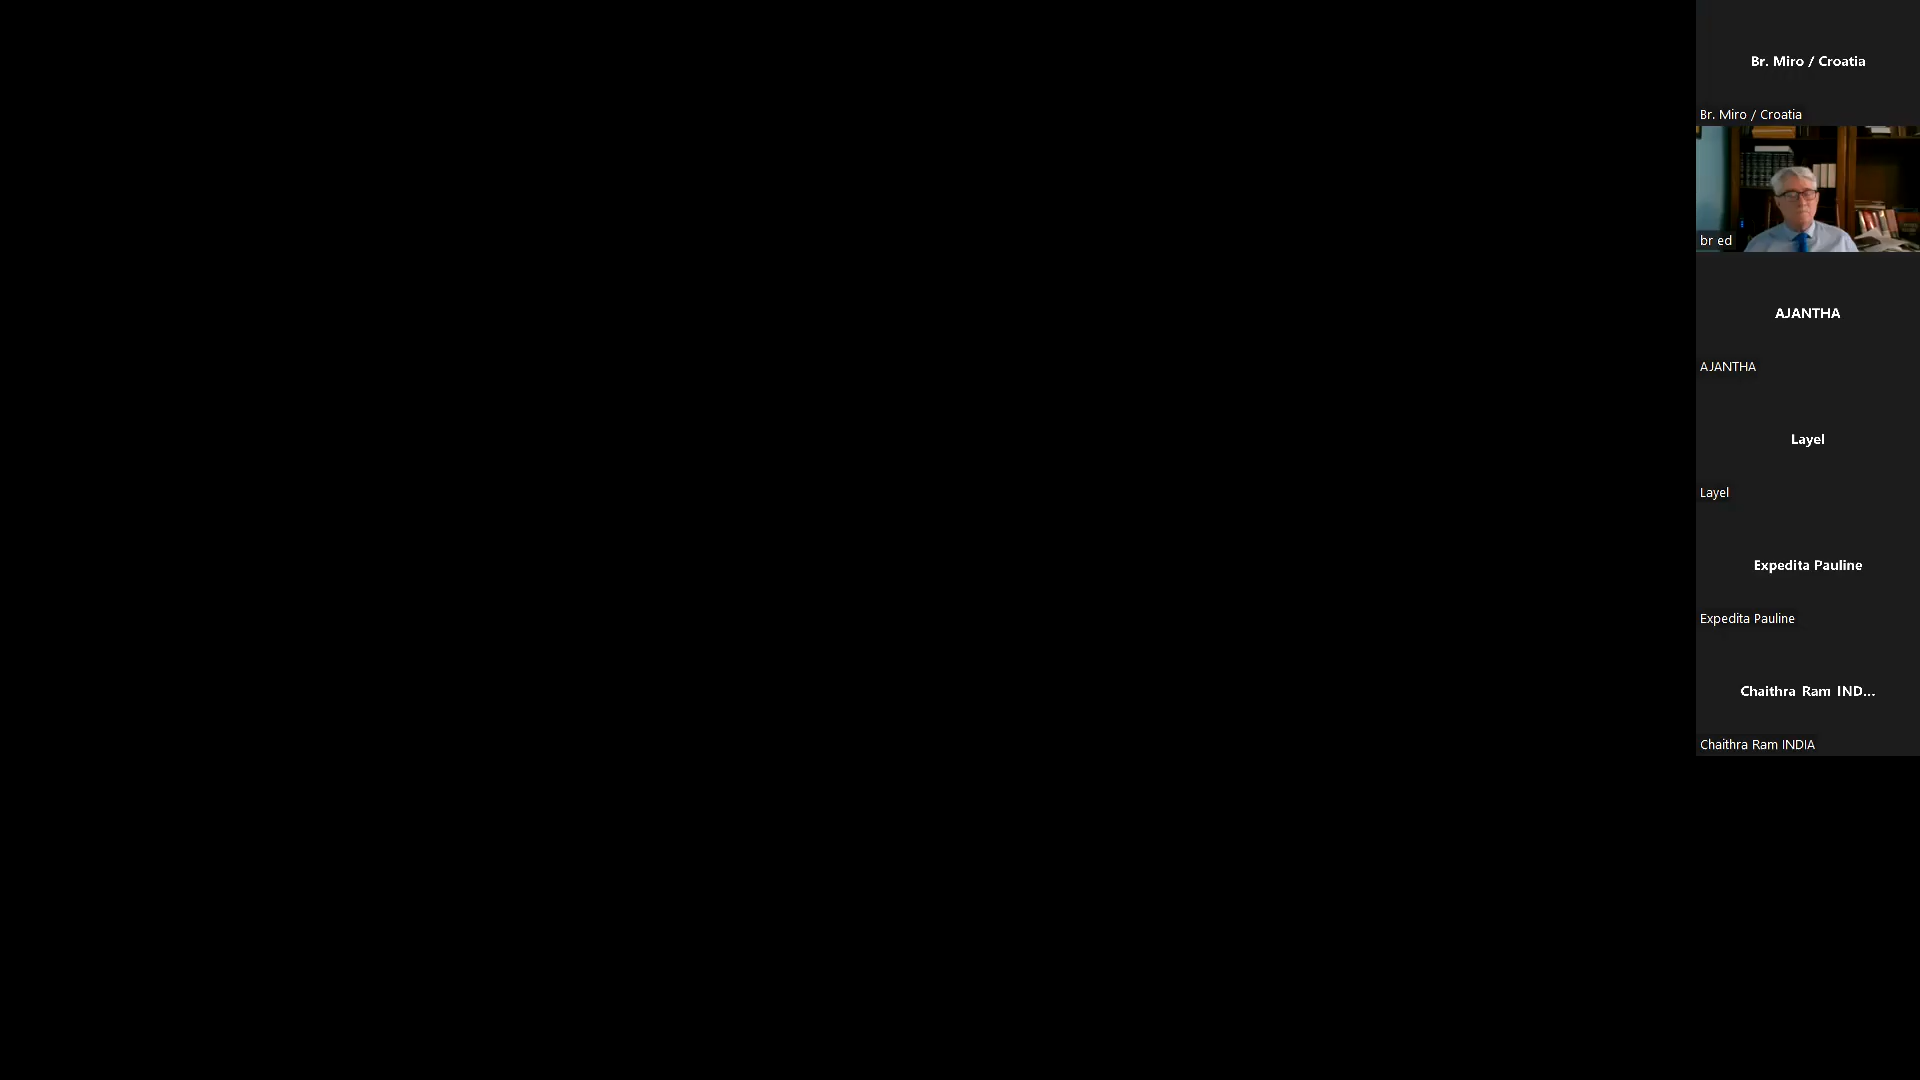 Br. Miro / Croatia
Br. Miro / Croatia
br ed
AJANTHA
AJANTHA
Layel
Layel
Expedita Pauline
Expedita Pauline
Chaithra Ram IND...
Chaithra Ram INDIA